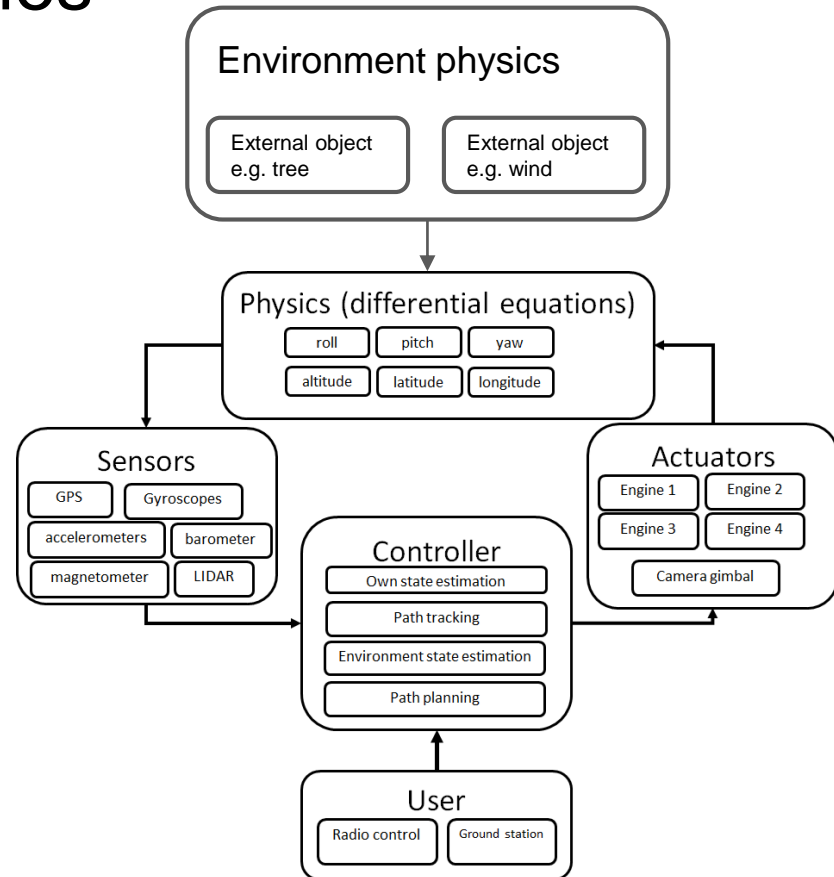 Environment physics
External object
e.g. tree
External object
e.g. wind
Physics (differential equations)
roll
pitch
yaw
altitude
latitude
longitude
Sensors
GPS
Gyroscopes
accelerometers
barometer
magnetometer
LIDAR
Actuators
Engine 1
Engine 2
Engine 3
Engine 4
Camera gimbal
Controller
Own state estimation
Path tracking
Environment state estimation
Path planning
User
Radio control
Ground station